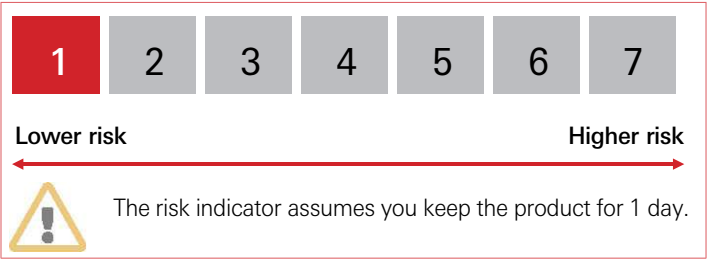 1 2 3 4 5 6 7
Lower risk Higher risk
The risk indicator assumes you keep the product for 1 day.